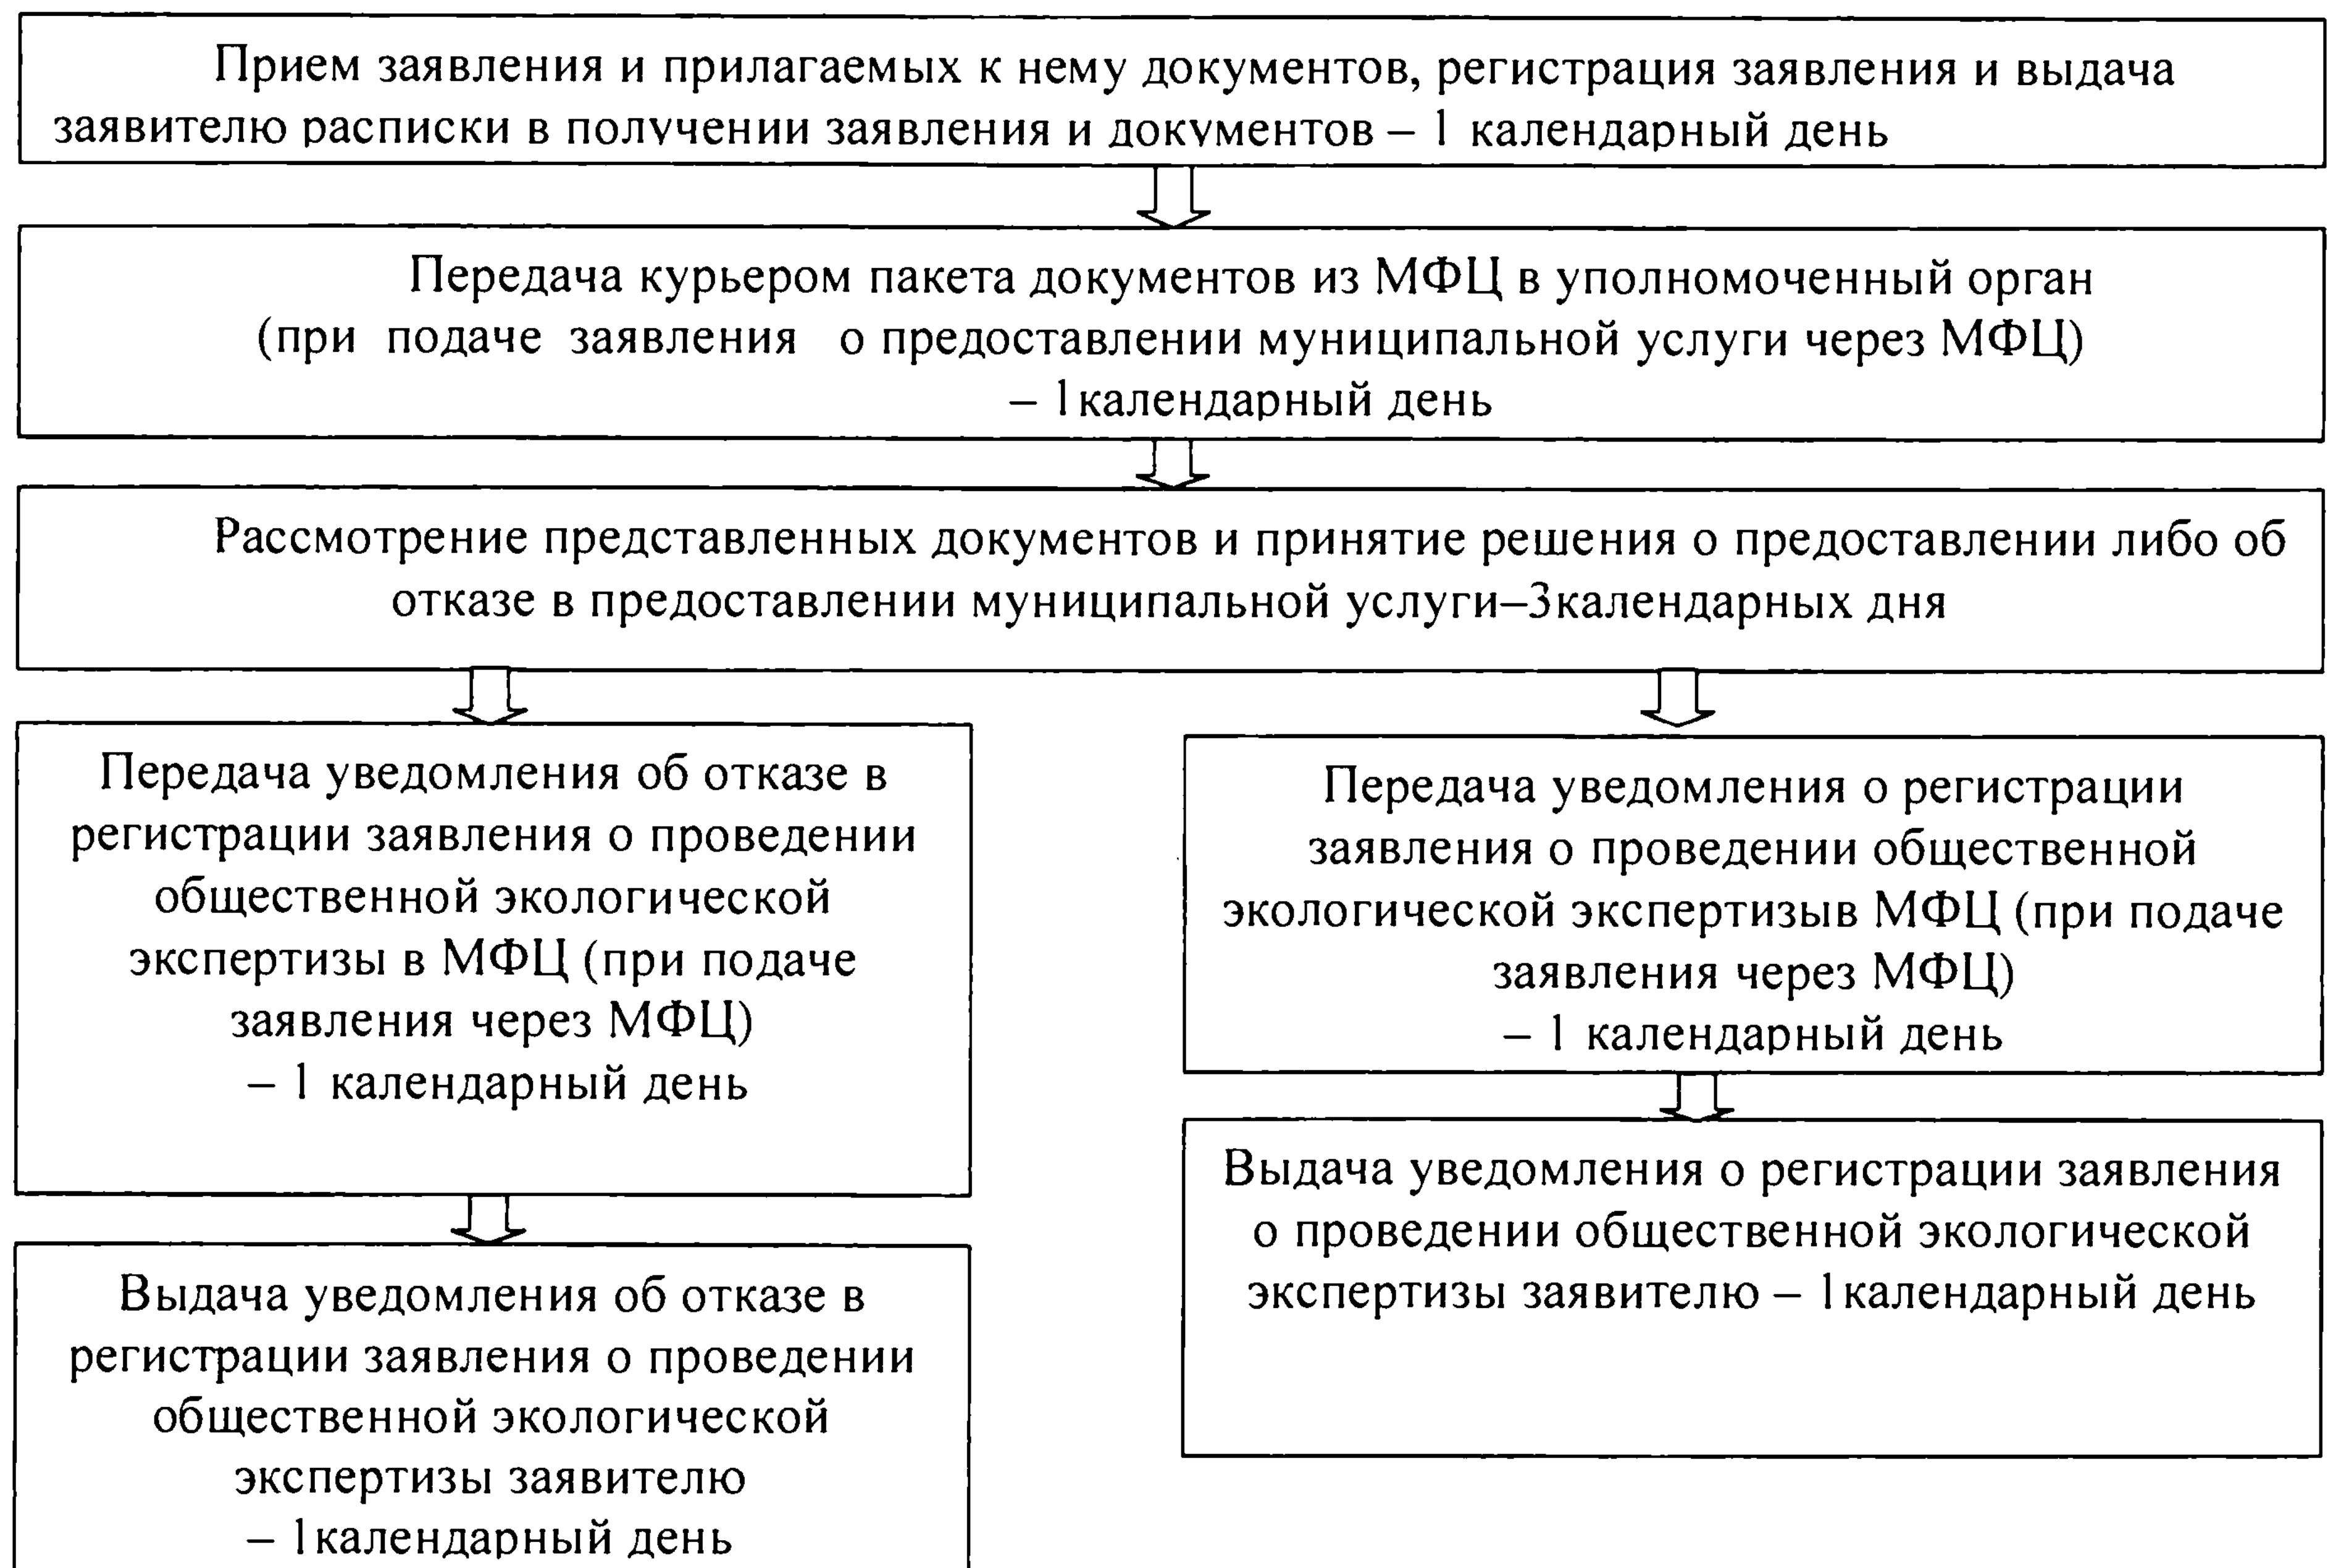 Прием заявления и прилагаемых к нему документов, регистрация заявления и выдача
заявителю расписки в получении заявления и документов – 1 календарный день
Передача курьером пакета документов из МФЦ в уполномоченный орган
(при подаче заявления о предоставлении муниципальной услуги через МФЦ)
– 1календарный день
Рассмотрение представленных документов и принятие решения о предоставлении либо об
отказе в предоставлении муниципальной услуги–3календарных дня
Передача уведомления об отказе в
регистрации заявления о проведении
общественной экологической
экспертизы в МФЦ (при подаче
заявления через МФЦ)
– 1 календарный день
Передача уведомления о регистрации
заявления о проведении общественной
экологической экспертизыв МФЦ (при подаче
заявления через МФЦ)
– 1 календарный день
Выдача уведомления об отказе в
регистрации заявления о проведении
общественной экологической
экспертизы заявителю
– 1календарный день
Выдача уведомления о регистрации заявления
о проведении общественной экологической
экспертизы заявителю – 1календарный день